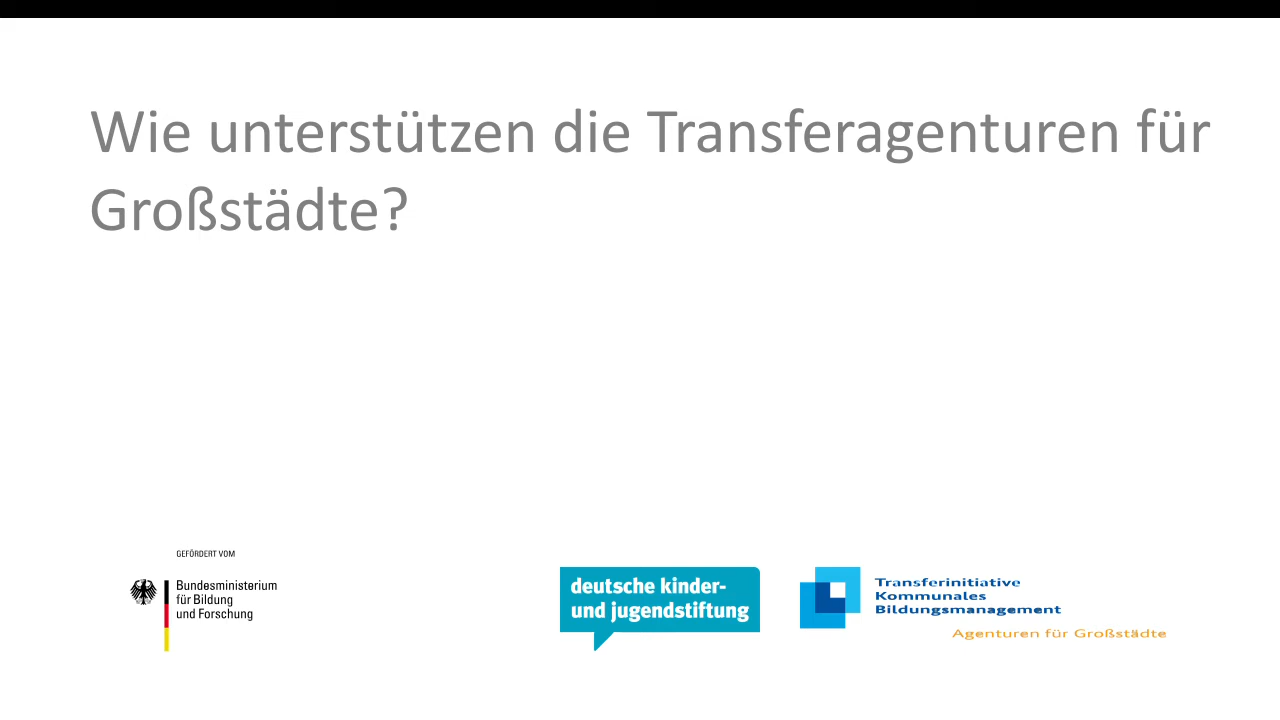 Wie unterstützen die Transferagenturen für
Großstädte?
GEFÖRDERT VOM
Bundesministerium
für Bildung
und Forschung
deutsche kinder-
und jugendstiftung
Transferinitiative
Kommunales
Bildungsmanagement
Agenturen für Großstädte